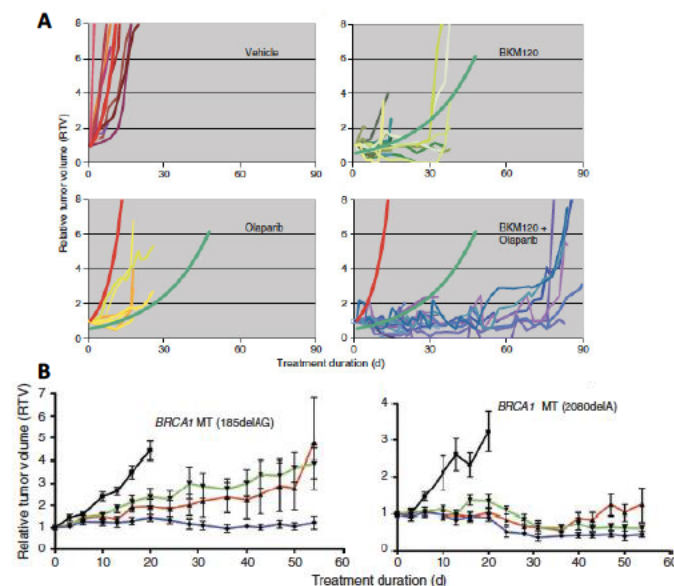 A
8
6
4
2
0
0 30 60 90
Vehicle
8
6
4
2
0
0 30 60 90
BKM120
Relative tumor volume (RTV)
8
6
4
2
0
0 30 60 90
Olaparib
8
6
4
2
0
0 30 60 90
BKM120 +
Olaparib
Treatment duration (d)
B
Relative tumor volume (RTV)
7
6
5
4
3
2
1
0
0 10 20 30 40 50 60
BRCA1 MT (185delAG)
4
3
2
1
0
0 10 20 30 40 50 60
BRCA1 MT (2080delA)
Treatment duration (d)